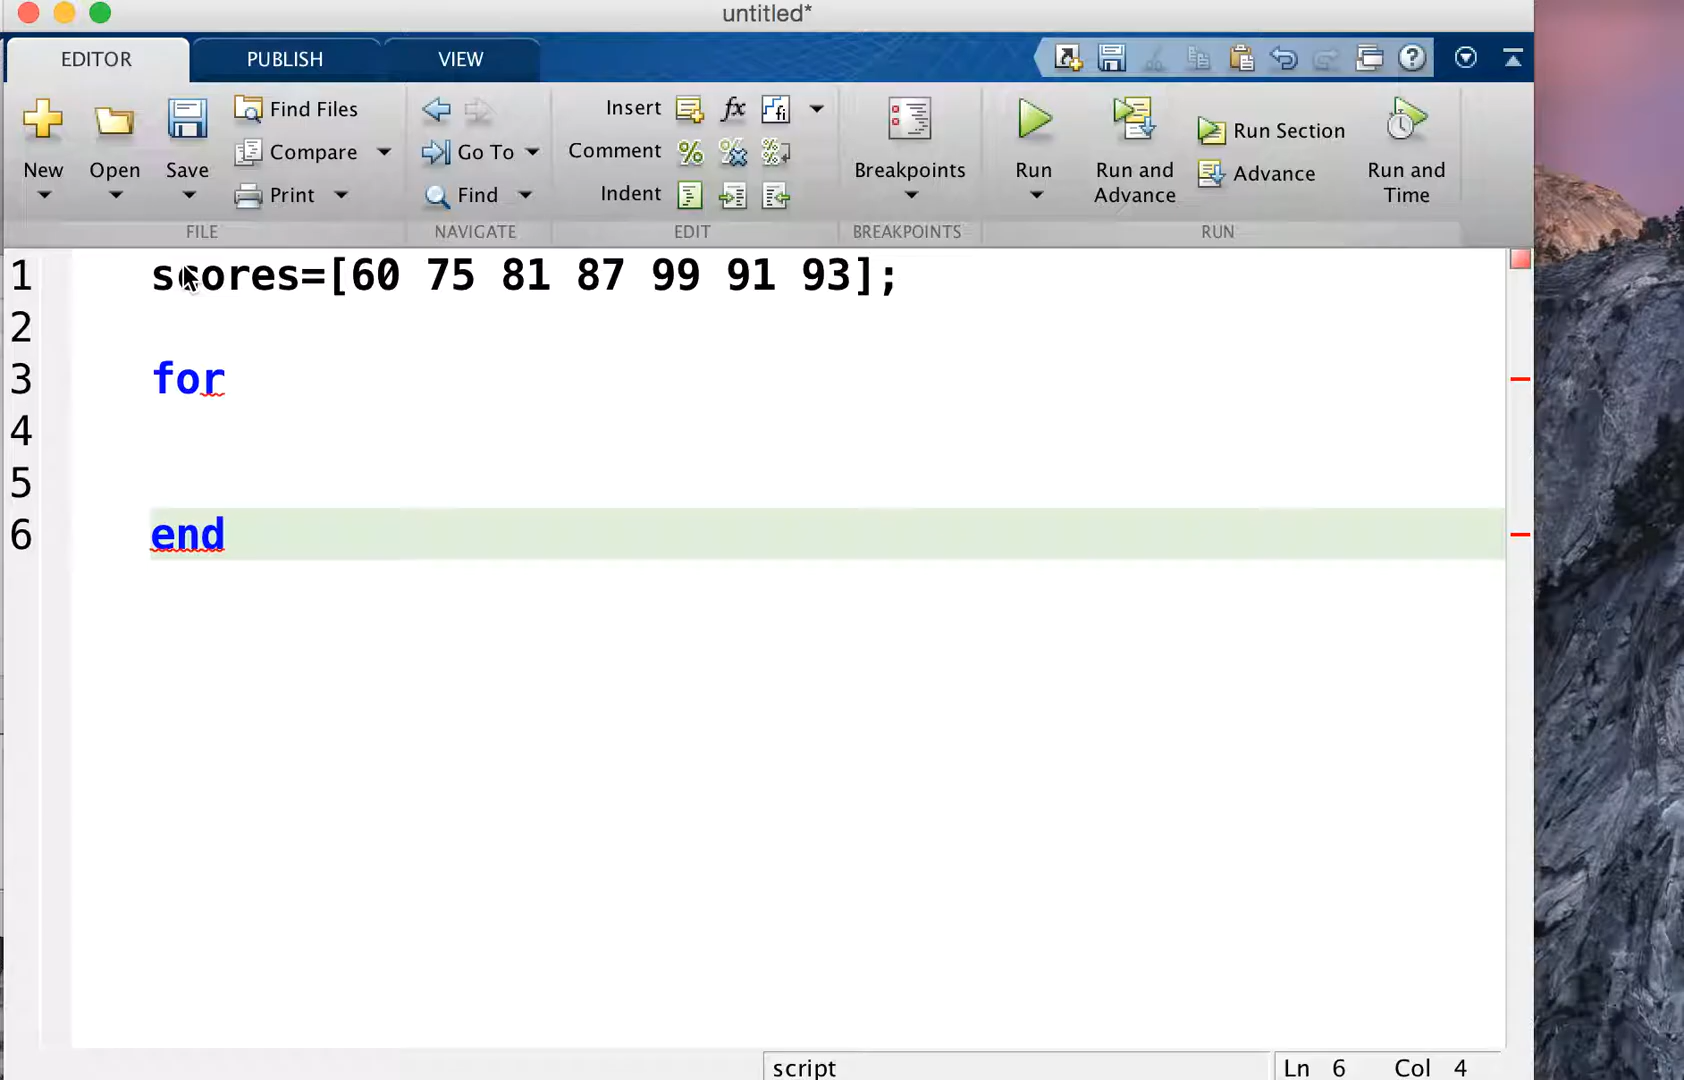 untitled*
EDITOR PUBLISH VIEW
New
Open
Save
Find Files
Compare
Print
FILE
Go To
Find
NAVIGATE
Insert fx fi
Comment
Indent
EDIT
Breakpoints
BREAKPOINTS
Run
Run and
Advance
Run Section
Advance
Run and
Time
RUN
1 scores=[60 75 81 87 99 91 93];
2
3 for
4
5
6 end
script Ln 6 Col 4